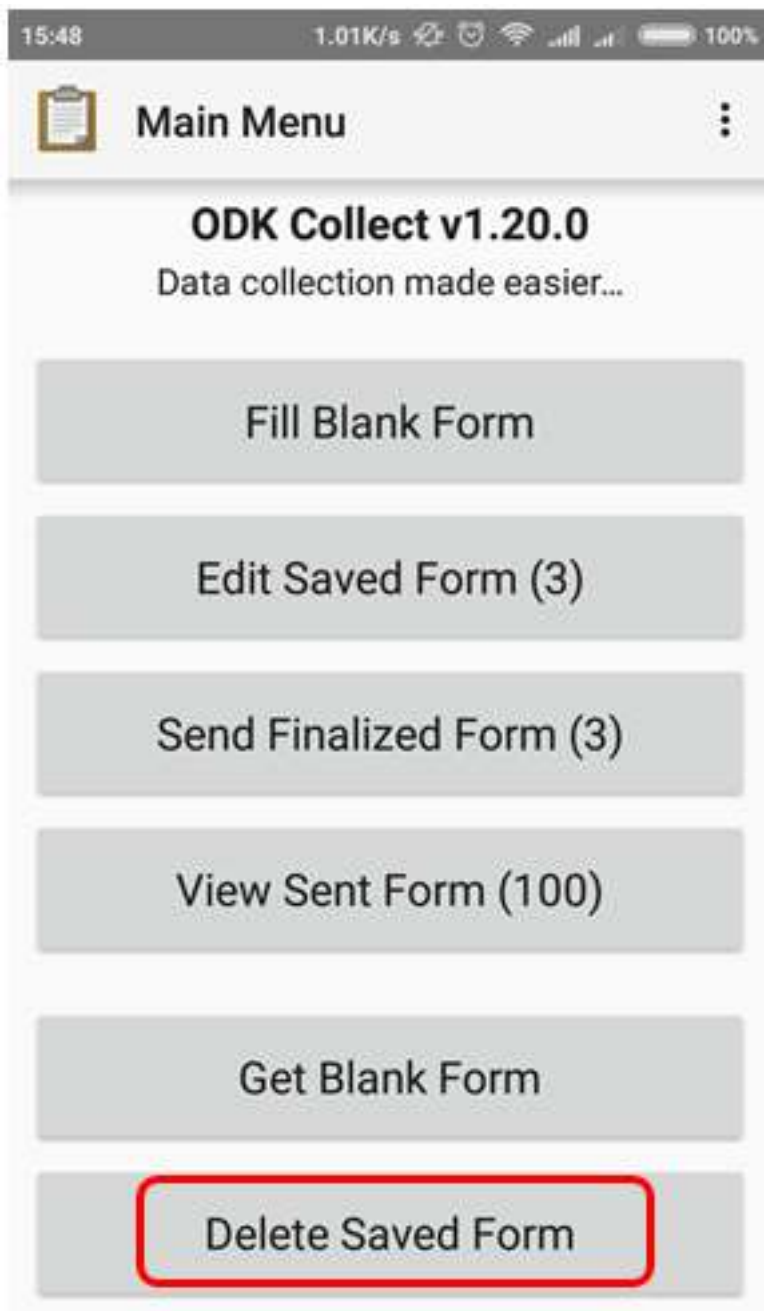 15:48 1.01K/s 100%
Main Menu
ODK Collect v1.20.0
Data collection made easier...
Fill Blank Form
Edit Saved Form (3)
Send Finalized Form (3)
View Sent Form (100)
Get Blank Form
Delete Saved Form